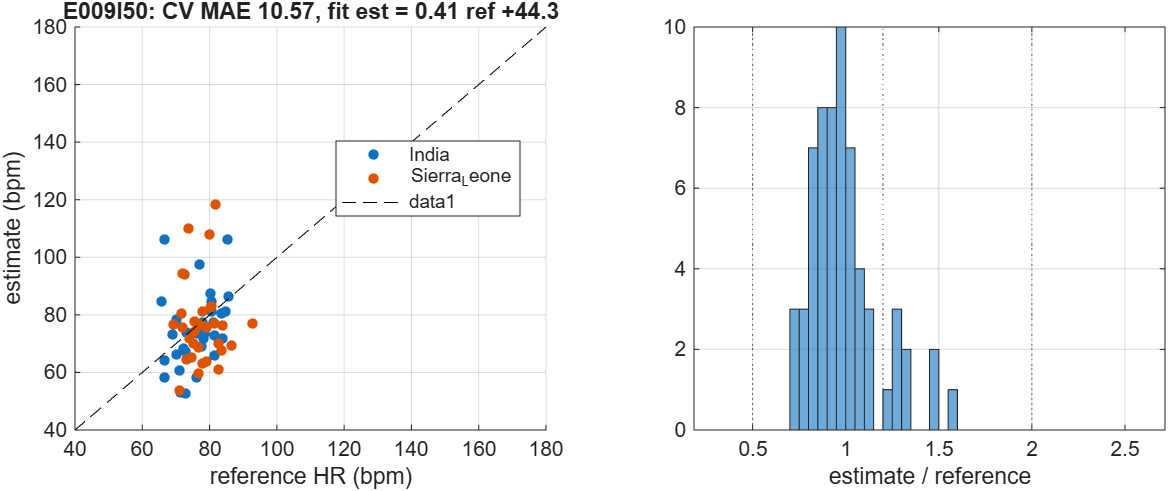 E009I50: CV MAE 10.57, fit est = 0.41 ref +44.3
180
160
140
120
100
80
60
40
40 60 80 100 120 140 160 180
estimate (bpm)
reference HR (bpm)
India
Sierra_Leone
data1
10
8
6
4
2
0
0.5 1 1.5 2 2.5
estimate / reference